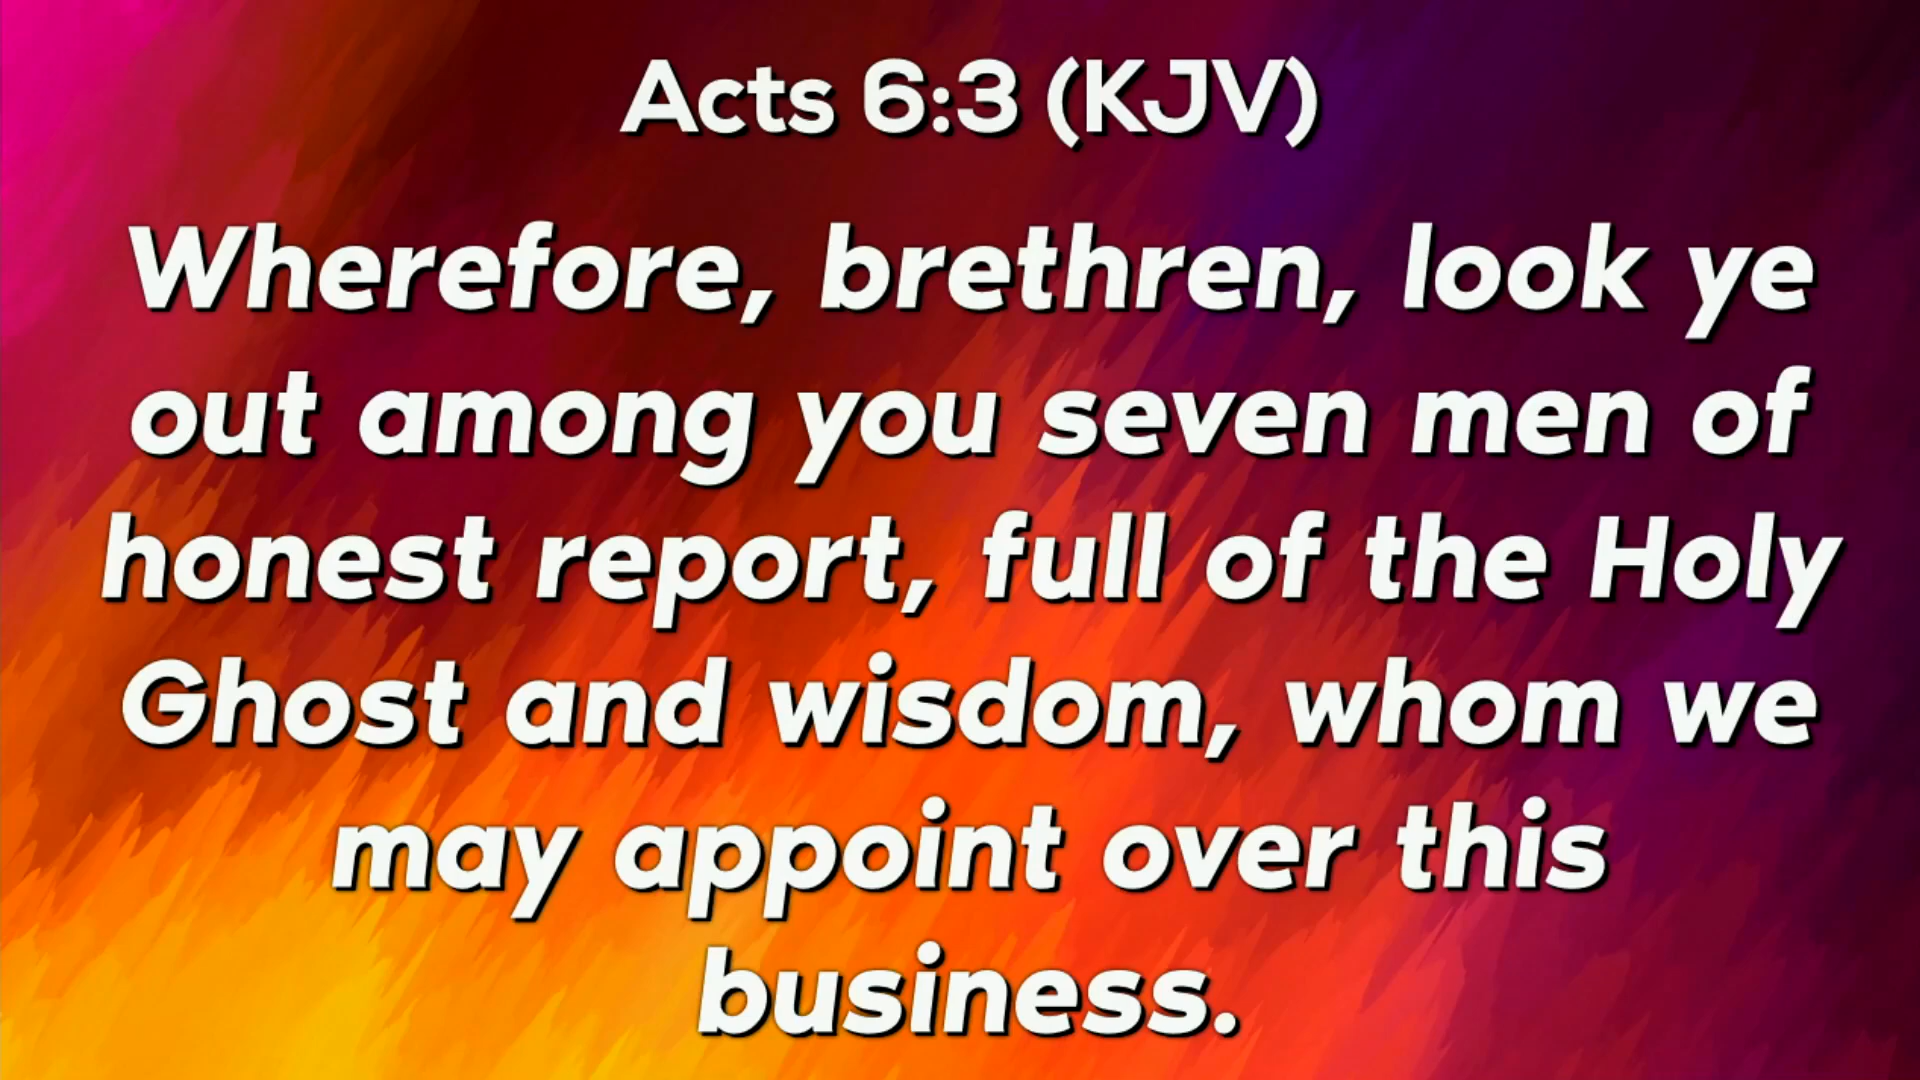 Acts 6:3 (KJV)
Wherefore, brethren, look ye
out among you seven men of
honest report, full of the Holy
Ghost and wisdom, whom we
may appoint over this
business.